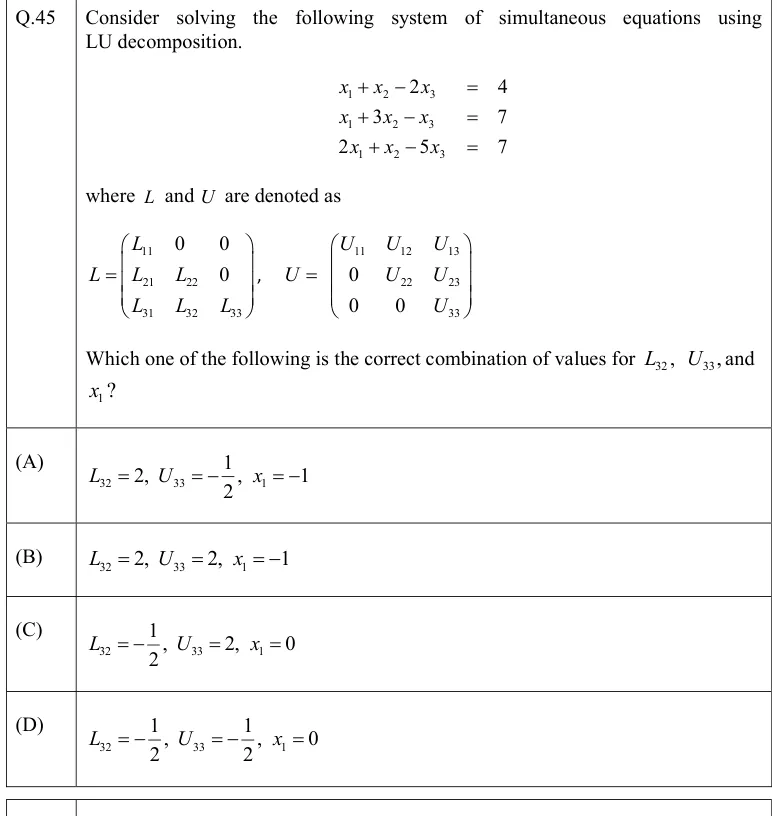 Q.45 Consider solving the following system of simultaneous equations using
LU decomposition.
x₁ + x₂ − 2x₃ = 4
x₁ + 3x₂ − x₃ = 7
2x₁ + x₂ − 5x₃ = 7
where L and U are denoted as
L = ( L₁₁ 0 0 ; L₂₁ L₂₂ 0 ; L₃₁ L₃₂ L₃₃ ), U = ( U₁₁ U₁₂ U₁₃ ; 0 U₂₂ U₂₃ ; 0 0 U₃₃ )
Which one of the following is the correct combination of values for L₃₂, U₃₃, and
x₁ ?
(A) L₃₂ = 2, U₃₃ = −1/2, x₁ = −1
(B) L₃₂ = 2, U₃₃ = 2, x₁ = −1
(C) L₃₂ = −1/2, U₃₃ = 2, x₁ = 0
(D) L₃₂ = −1/2, U₃₃ = −1/2, x₁ = 0